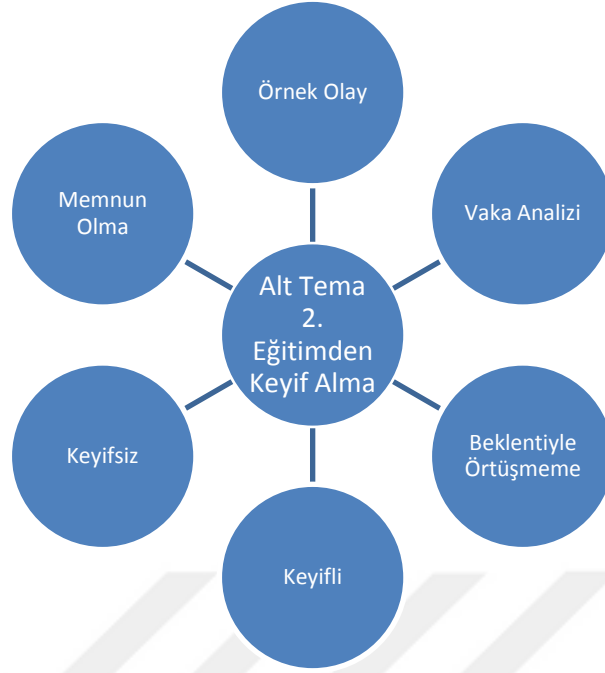 Örnek Olay
Memnun
Olma
Vaka Analizi
Alt Tema
2.
Eğitimden
Keyif Alma
Keyifsiz
Beklentiyle
Örtüşmeme
Keyifli